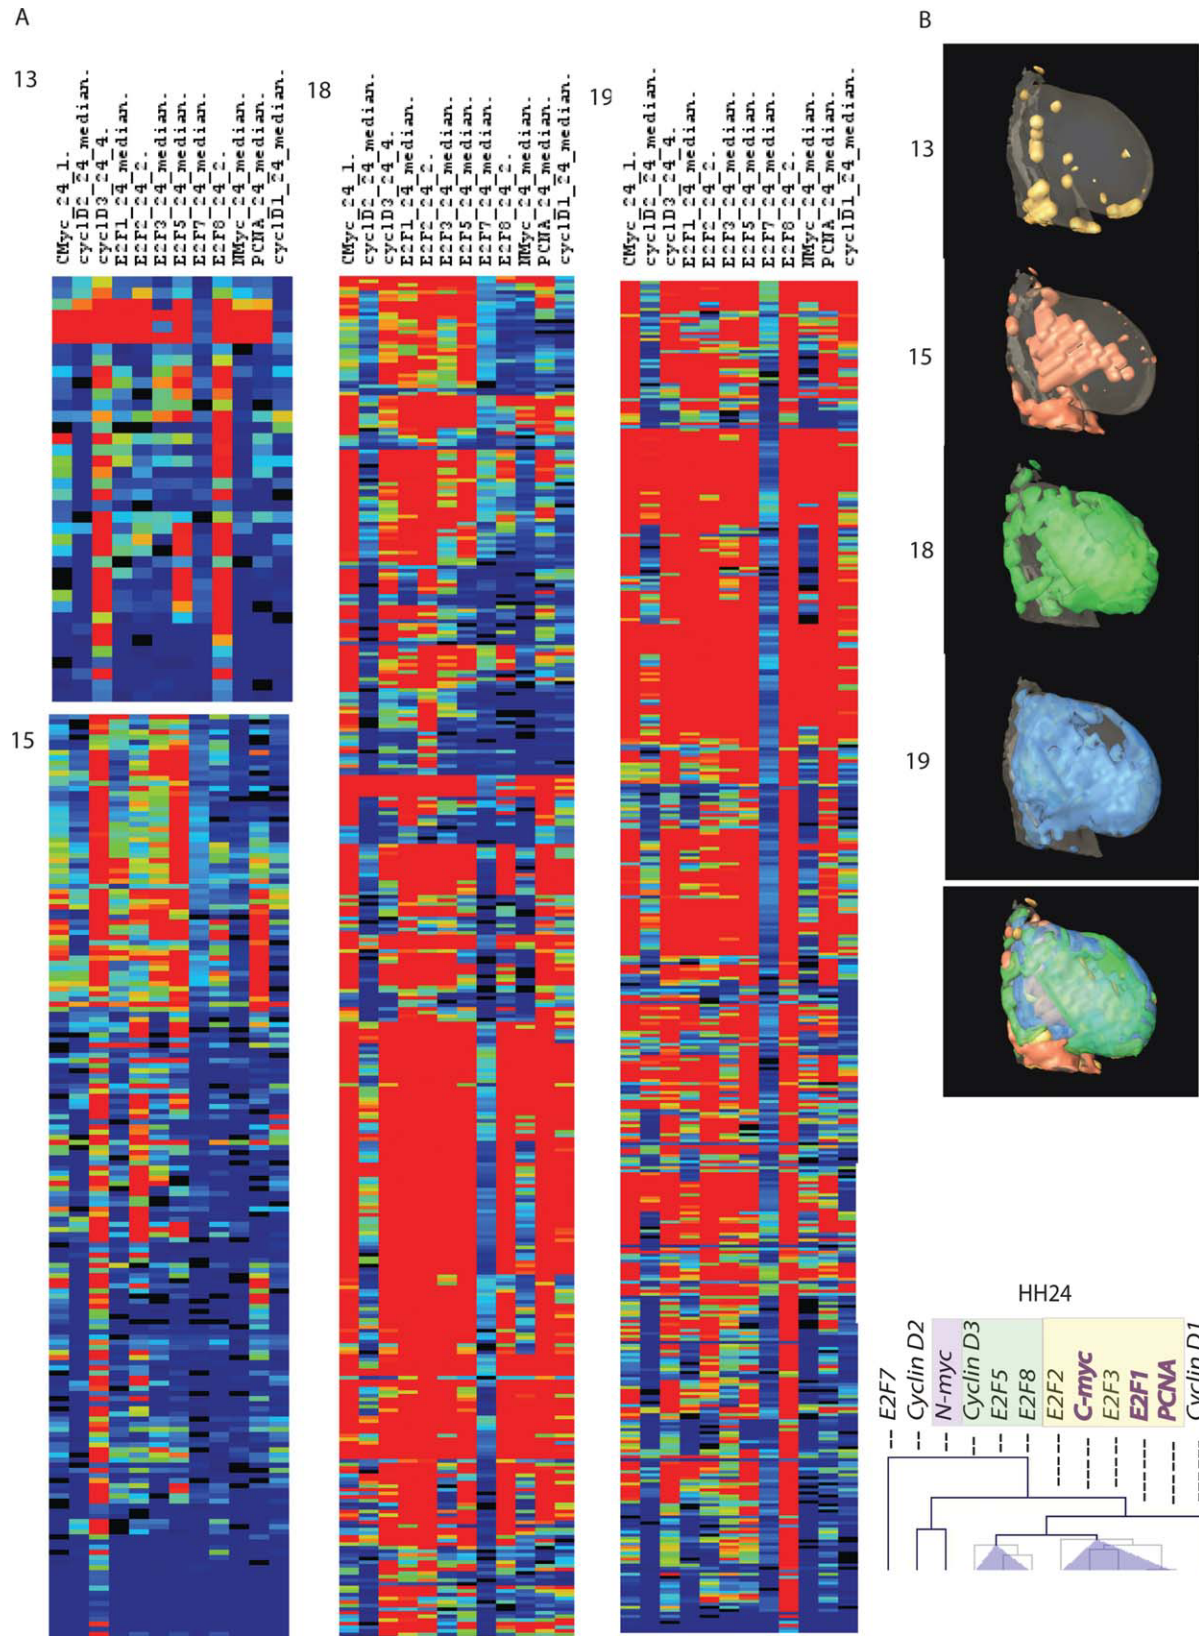 A
B
13
CMyc_24_1.
cyclD2_24_median.
cyclD3_24_4.
E2F1_24_median.
E2F2_24_2.
E2F3_24_median.
E2F5_24_median.
E2F7_24_median.
E2F8_24_2.
NMyc_24_median.
PCNA_24_median.
cyclD1_24_median.
18
CMyc_24_1.
cyclD2_24_median.
cyclD3_24_4.
E2F1_24_median.
E2F2_24_2.
E2F3_24_median.
E2F5_24_median.
E2F7_24_median.
E2F8_24_2.
NMyc_24_median.
PCNA_24_median.
cyclD1_24_median.
19
CMyc_24_1.
cyclD2_24_median.
cyclD3_24_4.
E2F1_24_median.
E2F2_24_2.
E2F3_24_median.
E2F5_24_median.
E2F7_24_median.
E2F8_24_2.
NMyc_24_median.
PCNA_24_median.
cyclD1_24_median.
15
13
15
18
19
HH24
E2F7
Cyclin D2
N-myc
Cyclin D3
E2F5
E2F8
E2F2
C-myc
E2F3
E2F1
PCNA
Cyclin D1